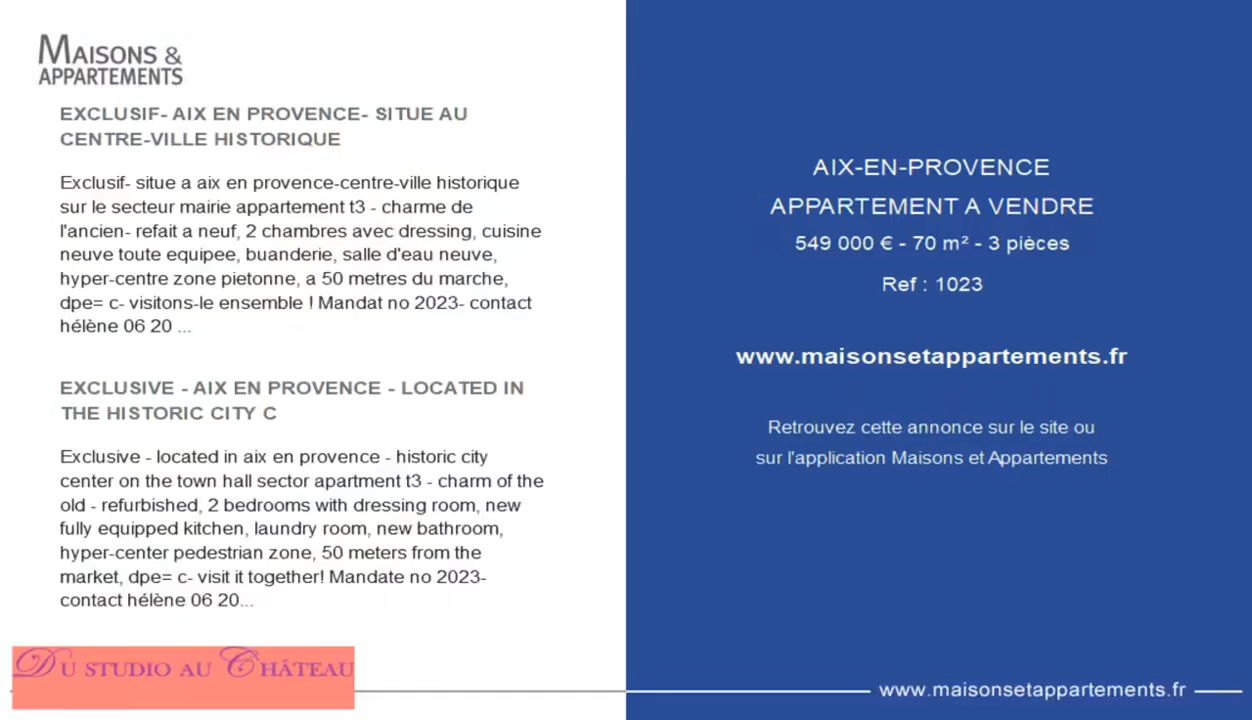 MAISONS &
APPARTEMENTS
EXCLUSIF- AIX EN PROVENCE- SITUE AU
CENTRE-VILLE HISTORIQUE
Exclusif- situe a aix en provence-centre-ville historique
sur le secteur mairie appartement t3 - charme de
l'ancien- refait a neuf, 2 chambres avec dressing, cuisine
neuve toute equipee, buanderie, salle d'eau neuve,
hyper-centre zone pietonne, a 50 metres du marche,
dpe= c- visitons-le ensemble ! Mandat no 2023- contact
hélène 06 20 ...
EXCLUSIVE - AIX EN PROVENCE - LOCATED IN
THE HISTORIC CITY C
Exclusive - located in aix en provence - historic city
center on the town hall sector apartment t3 - charm of the
old - refurbished, 2 bedrooms with dressing room, new
fully equipped kitchen, laundry room, new bathroom,
hyper-center pedestrian zone, 50 meters from the
market, dpe= c- visit it together! Mandate no 2023-
contact hélène 06 20...
DU STUDIO AU CHÂTEAU
AIX-EN-PROVENCE
APPARTEMENT A VENDRE
549 000 € - 70 m² - 3 pièces
Ref : 1023
www.maisonsetappartements.fr
Retrouvez cette annonce sur le site ou
sur l'application Maisons et Appartements
www.maisonsetappartements.fr